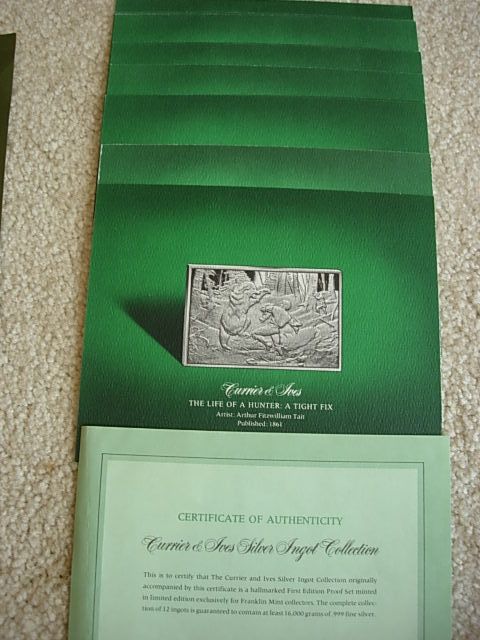 Currier & Ives
THE LIFE OF A HUNTER: A TIGHT FIX
Artist: Arthur Fitzwilliam Tait
Published: 1861
CERTIFICATE OF AUTHENTICITY
Currier & Ives Silver Ingot Collection
This is to certify that The Currier and Ives Silver Ingot Collection originally
accompanied by this certificate is a hallmarked First Edition Proof Set minted
in limited edition exclusively for Franklin Mint collectors. The complete collec-
tion of 12 ingots is guaranteed to contain at least 16,000 grains of .999 fine silver.